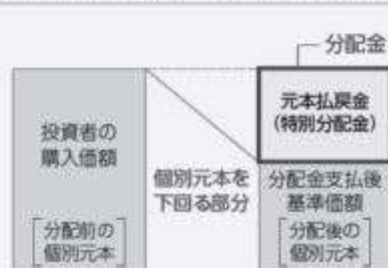 分配金
元本払戻金
(特別分配金)
投資者の
購入価額
個別元本を
下回る部分
分配金支払後
基準価額
分配前の
個別元本
分配後の
個別元本